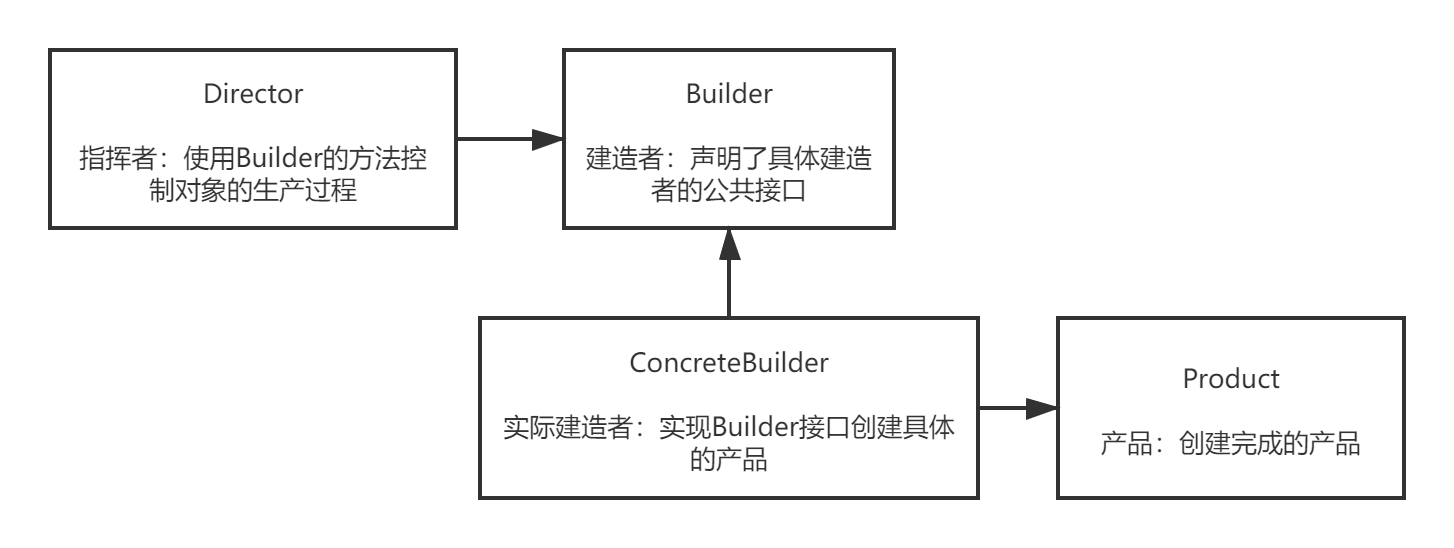 Director
指挥者：使用Builder的方法控
制对象的生产过程
Builder
建造者：声明了具体建造
者的公共接口
ConcreteBuilder
实际建造者：实现Builder接口创建具体
的产品
Product
产品：创建完成的产品